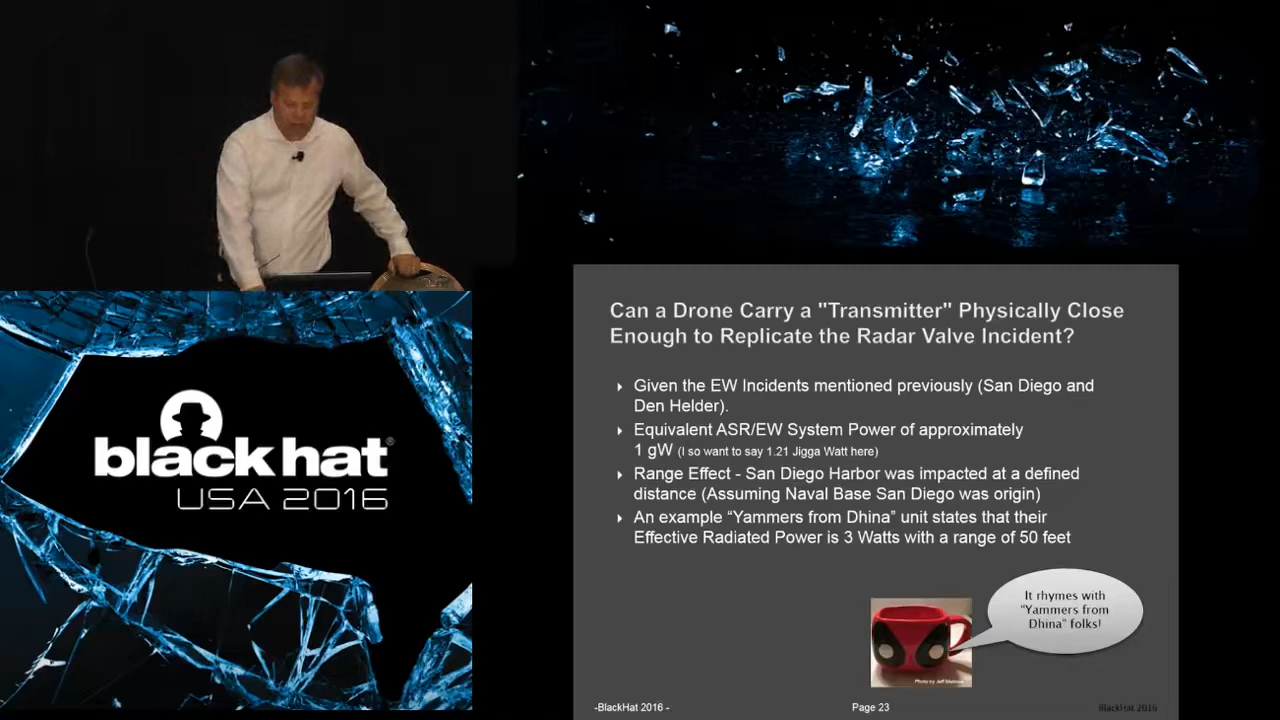 black hat®
USA 2016
Can a Drone Carry a "Transmitter" Physically Close
Enough to Replicate the Radar Valve Incident?
Given the EW Incidents mentioned previously (San Diego and
Den Helder).
Equivalent ASR/EW System Power of approximately
1 gW (I so want to say 1.21 Jigga Watt here)
Range Effect - San Diego Harbor was impacted at a defined
distance (Assuming Naval Base San Diego was origin)
An example “Yammers from Dhina” unit states that their
Effective Radiated Power is 3 Watts with a range of 50 feet
It rhymes with
"Yammers from
Dhina" folks!
Photo by Jeff
-BlackHat 2016 -
Page 23
BlackHat 2016